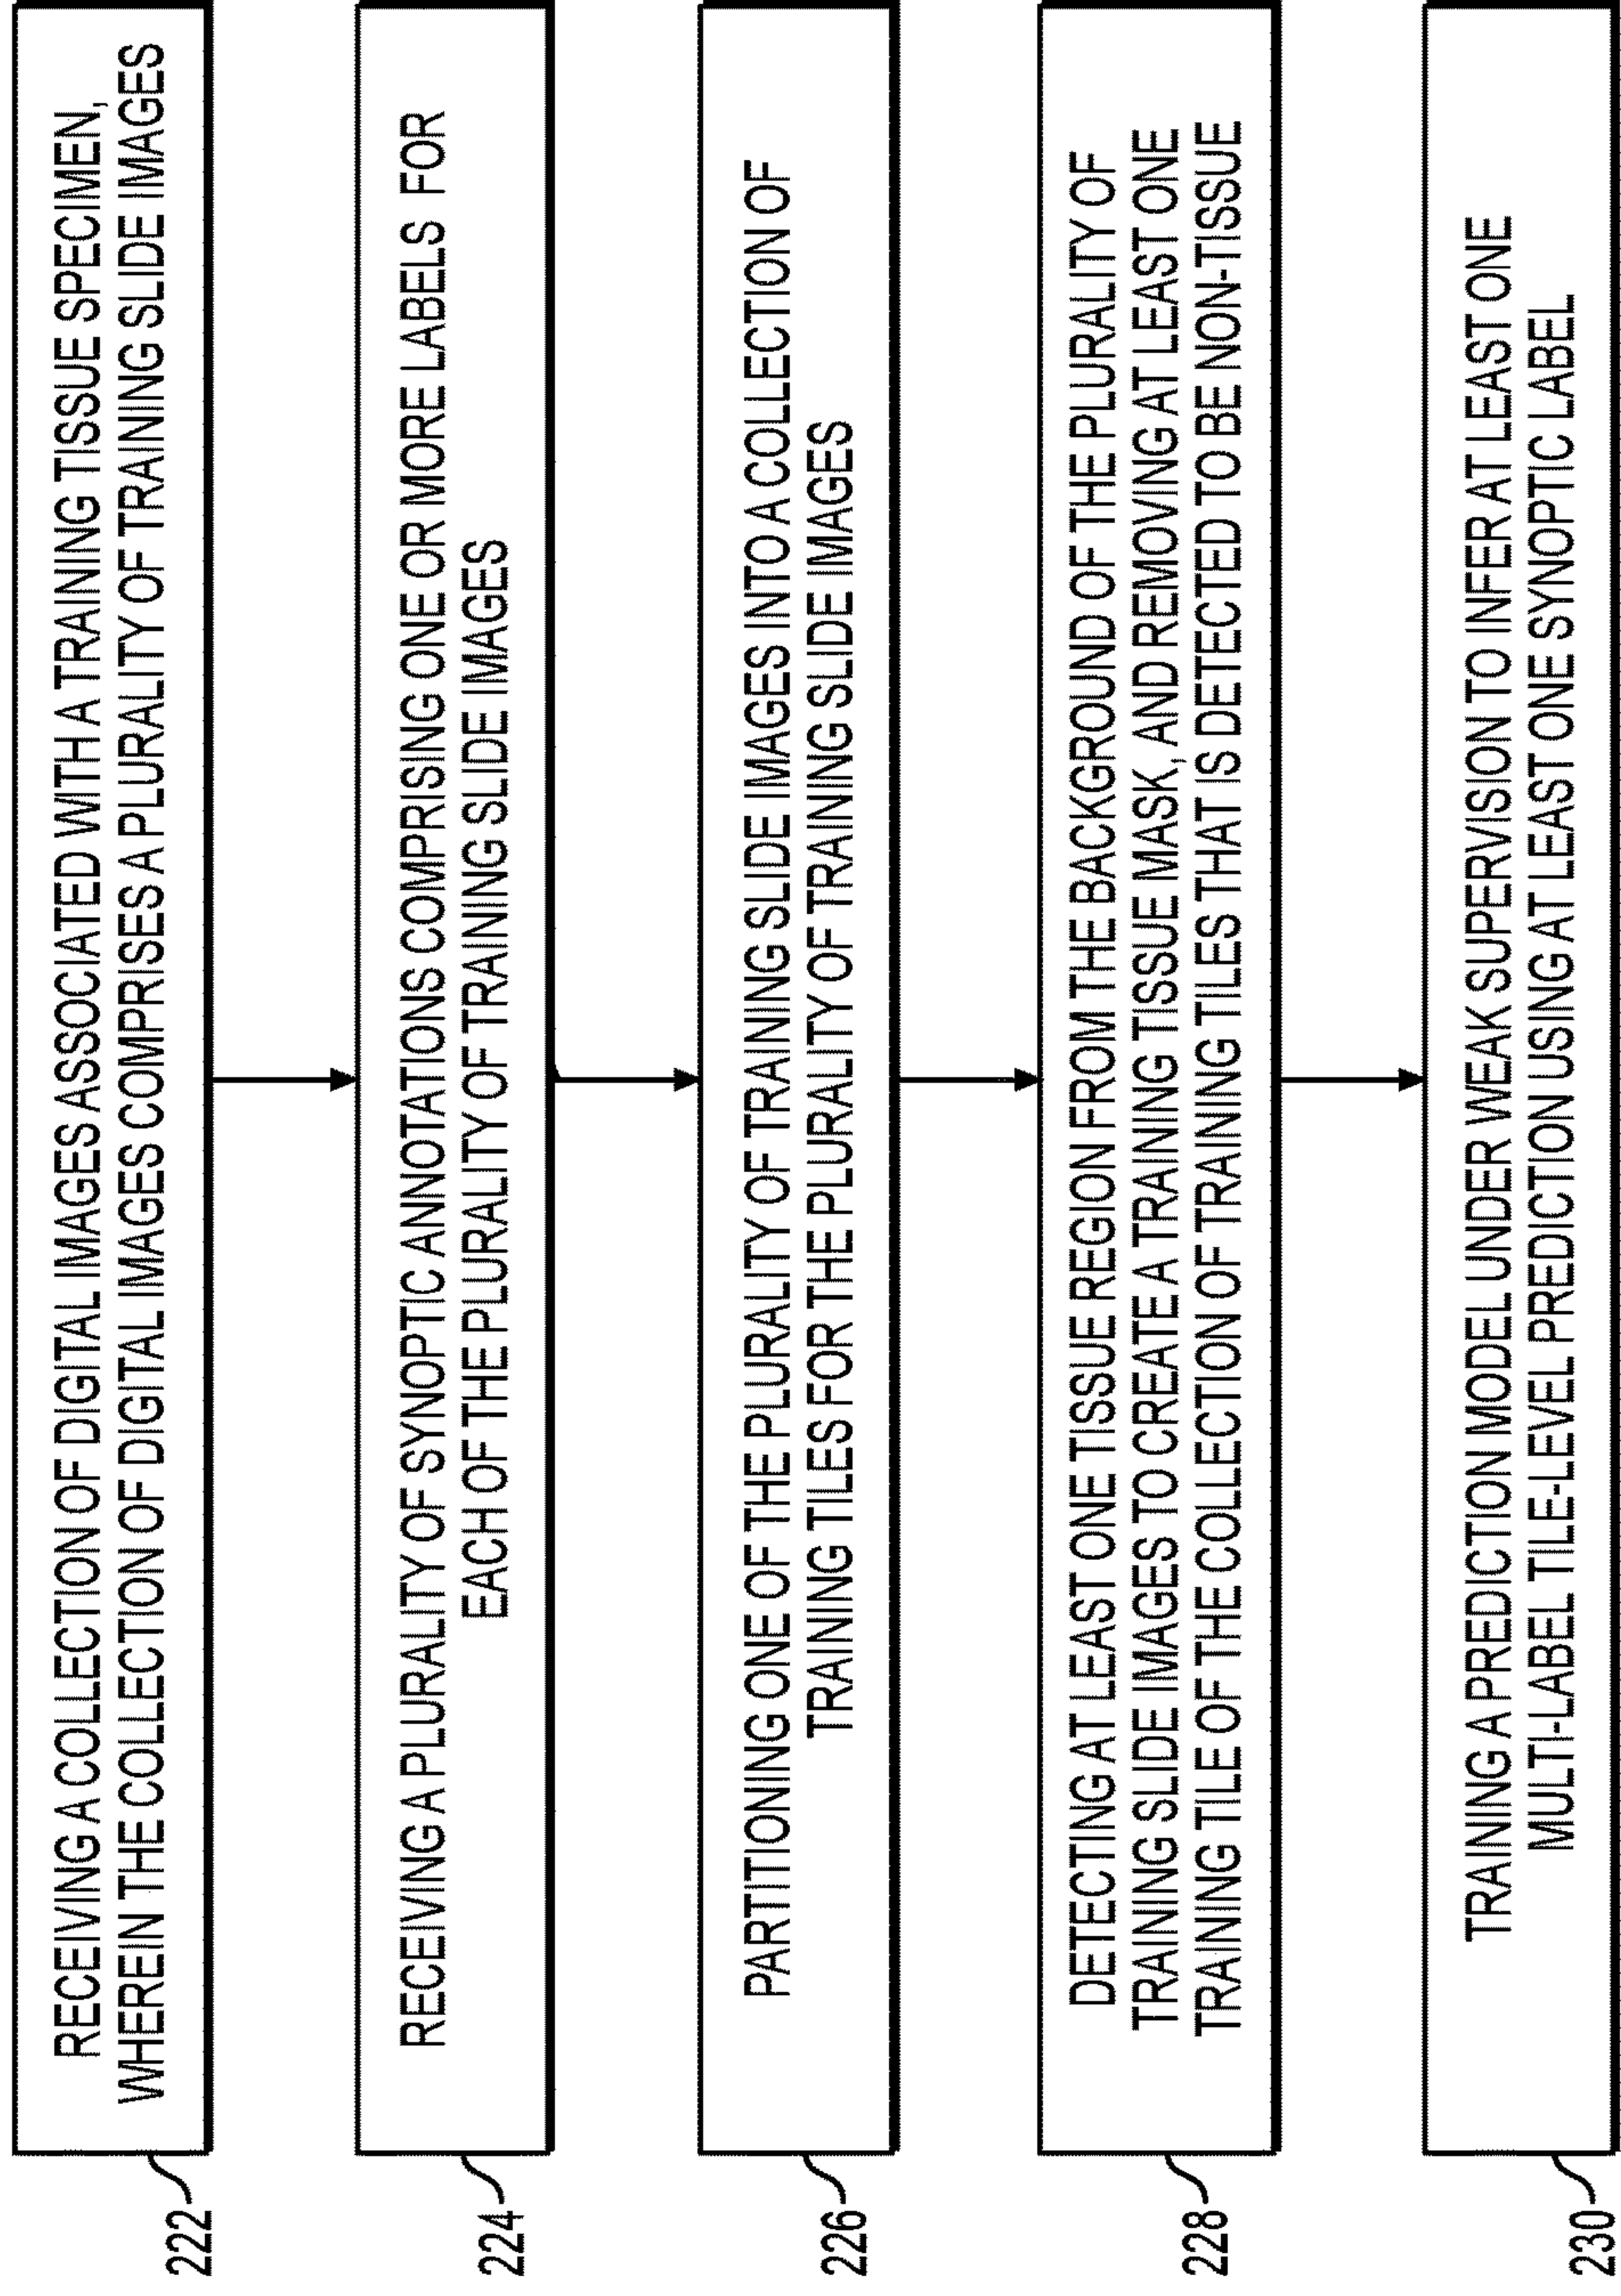 RECEIVING A COLLECTION OF DIGITAL IMAGES ASSOCIATED WITH A TRAINING TISSUE SPECIMEN,
WHEREIN THE COLLECTION OF DIGITAL IMAGES COMPRISES A PLURALITY OF TRAINING SLIDE IMAGES
222
RECEIVING A PLURALITY OF SYNOPTIC ANNOTATIONS COMPRISING ONE OR MORE LABELS FOR
EACH OF THE PLURALITY OF TRAINING SLIDE IMAGES
224
PARTITIONING ONE OF THE PLURALITY OF TRAINING SLIDE IMAGES INTO A COLLECTION OF
TRAINING TILES FOR THE PLURALITY OF TRAINING SLIDE IMAGES
226
DETECTING AT LEAST ONE TISSUE REGION FROM THE BACKGROUND OF THE PLURALITY OF
TRAINING SLIDE IMAGES TO CREATE A TRAINING TISSUE MASK, AND REMOVING AT LEAST ONE
TRAINING TILE OF THE COLLECTION OF TRAINING TILES THAT IS DETECTED TO BE NON-TISSUE
228
TRAINING A PREDICTION MODEL UNDER WEAK SUPERVISION TO INFER AT LEAST ONE
MULTI-LABEL TILE-LEVEL PREDICTION USING AT LEAST ONE SYNOPTIC LABEL
230